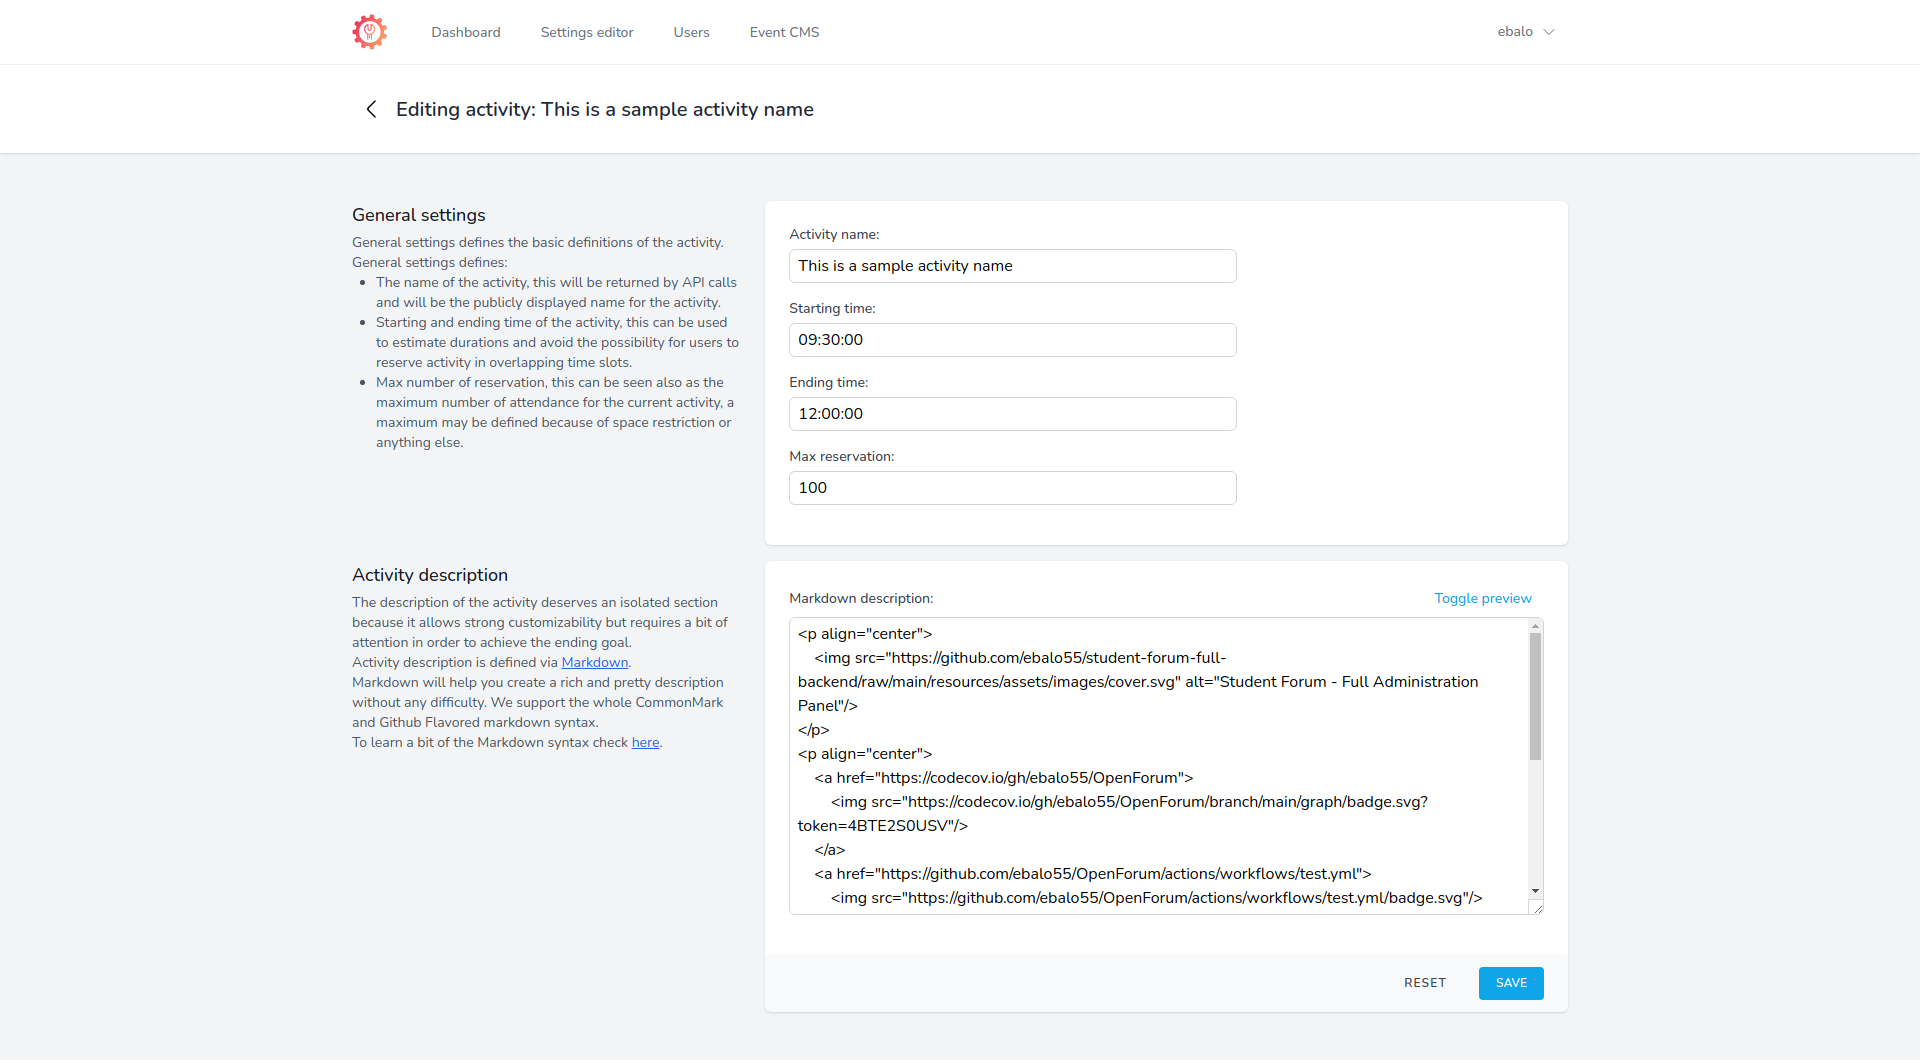 Dashboard
Settings editor
Users
Event CMS
ebalo
Editing activity: This is a sample activity name
General settings
General settings defines the basic definitions of the activity.
General settings defines:
The name of the activity, this will be returned by API calls
and will be the publicly displayed name for the activity.
Starting and ending time of the activity, this can be used
to estimate durations and avoid the possibility for users to
reserve activity in overlapping time slots.
Max number of reservation, this can be seen also as the
maximum number of attendance for the current activity, a
maximum may be defined because of space restriction or
anything else.
Activity name:
This is a sample activity name
Starting time:
09:30:00
Ending time:
12:00:00
Max reservation:
100
Activity description
The description of the activity deserves an isolated section
because it allows strong customizability but requires a bit of
attention in order to achieve the ending goal.
Activity description is defined via Markdown.
Markdown will help you create a rich and pretty description
without any difficulty. We support the whole CommonMark
and Github Flavored markdown syntax.
To learn a bit of the Markdown syntax check here.
Markdown description:
Toggle preview
<p align="center">
<img src="https://github.com/ebalo55/student-forum-full-
backend/raw/main/resources/assets/images/cover.svg" alt="Student Forum - Full Administration
Panel"/>
</p>
<p align="center">
<a href="https://codecov.io/gh/ebalo55/OpenForum">
<img src="https://codecov.io/gh/ebalo55/OpenForum/branch/main/graph/badge.svg?
token=4BTE2S0USV"/>
</a>
<a href="https://github.com/ebalo55/OpenForum/actions/workflows/test.yml">
<img src="https://github.com/ebalo55/OpenForum/actions/workflows/test.yml/badge.svg"/>
RESET
SAVE